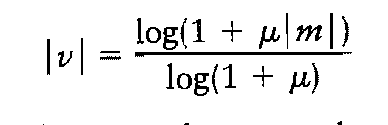 |ν| = log(1 + μ|m|) / log(1 + μ)